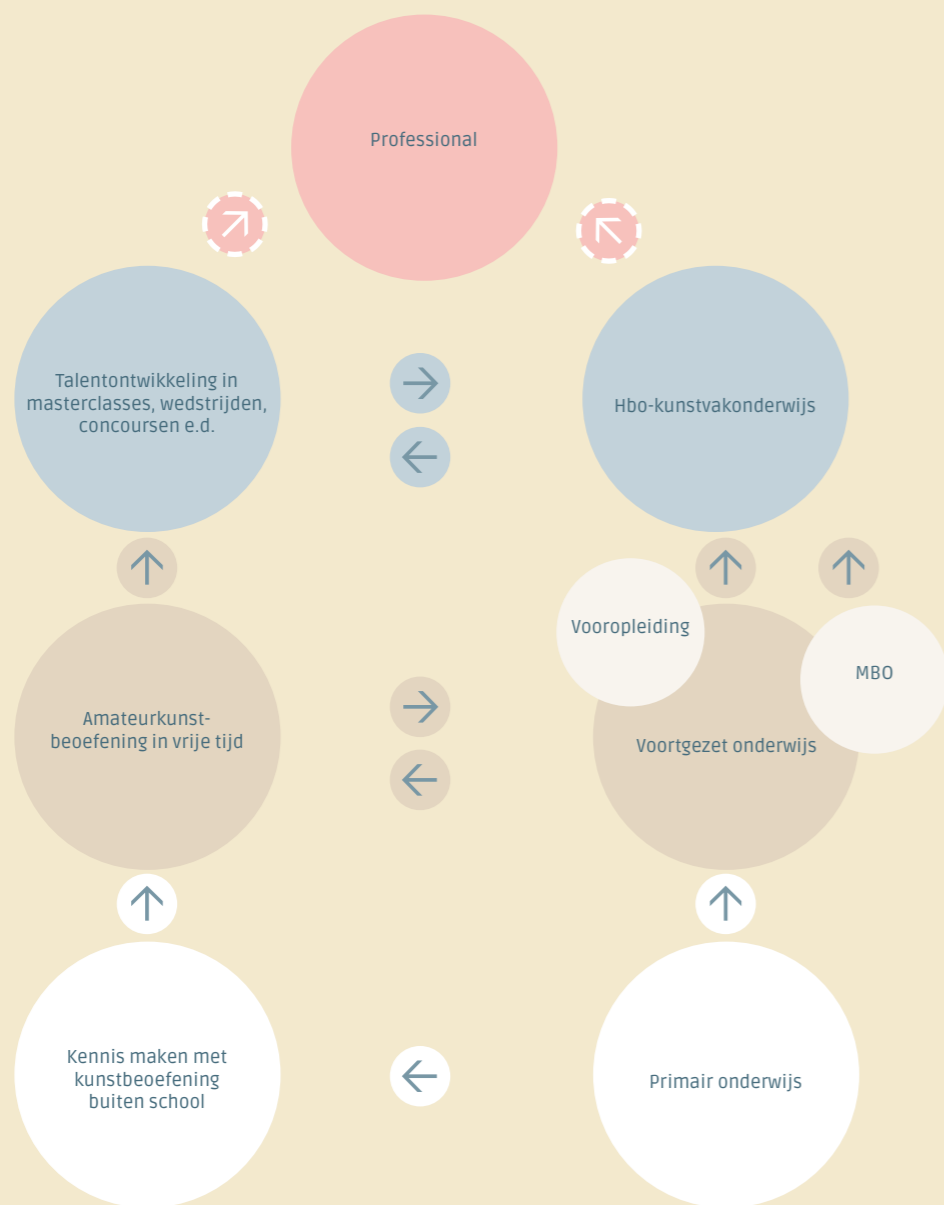 Professional
Talentontwikkeling in
masterclasses, wedstrijden,
concoursen e.d.
Hbo-kunstvakonderwijs
Vooropleiding
MBO
Amateurkunst-
beoefening in vrije tijd
Voortgezet onderwijs
Kennis maken met
kunstbeoefening
buiten school
Primair onderwijs